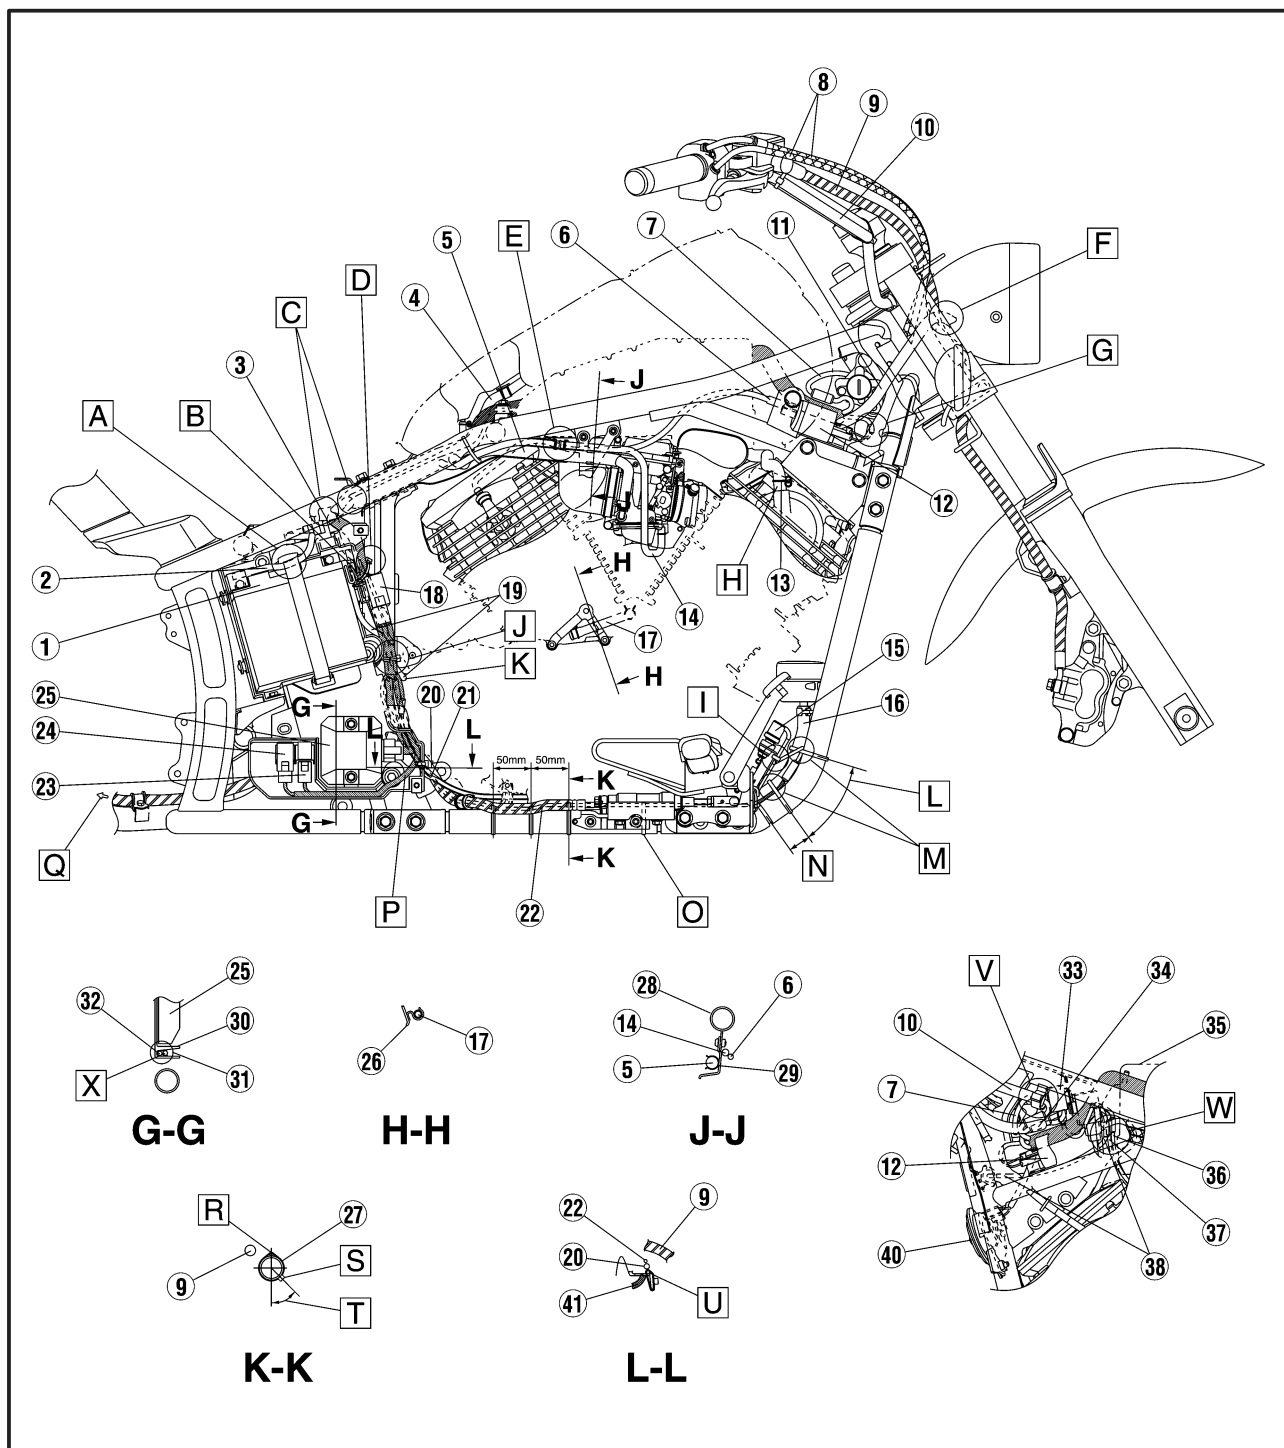 8
9
10
E
6
7
11
F
5
D
4
C
3
J
G
B
A
H
12
2
H
13
18
19
14
17
1
J
15
K
H
25
G
20
21
I
16
24
L
L
50mm
50mm
K
23
L
G
Q
N
M
K
P
22
O
25
V
33
34
32
30
28
6
10
35
14
26
17
X
31
5
29
7
W
G-G
H-H
J-J
12
36
R
27
22
9
37
9
S
20
40
38
T
41
U
K-K
L-L